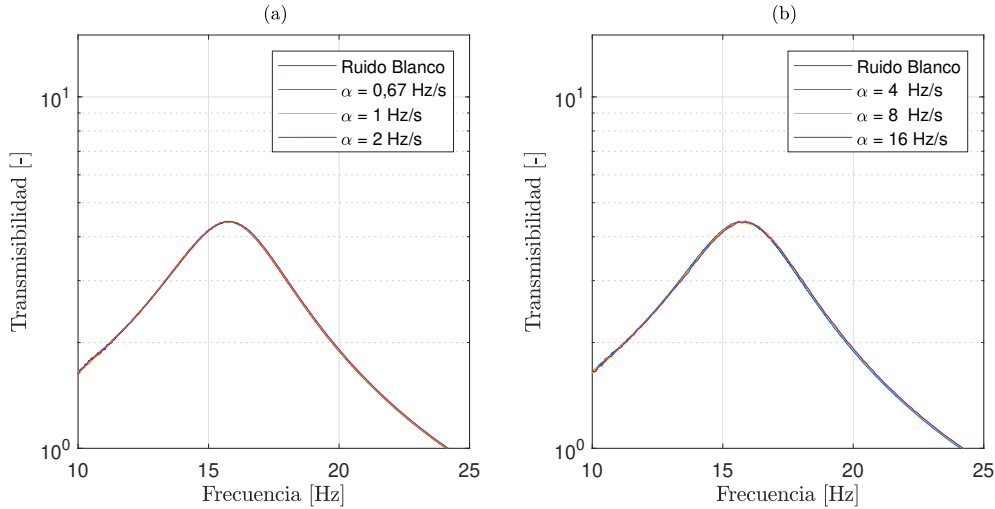 (a)
Transmisibilidad [-]
10^1
10^0
Ruido Blanco
α = 0,67 Hz/s
α = 1 Hz/s
α = 2 Hz/s
10 15 20 25
Frecuencia [Hz]
(b)
Transmisibilidad [-]
10^1
10^0
Ruido Blanco
α = 4 Hz/s
α = 8 Hz/s
α = 16 Hz/s
10 15 20 25
Frecuencia [Hz]